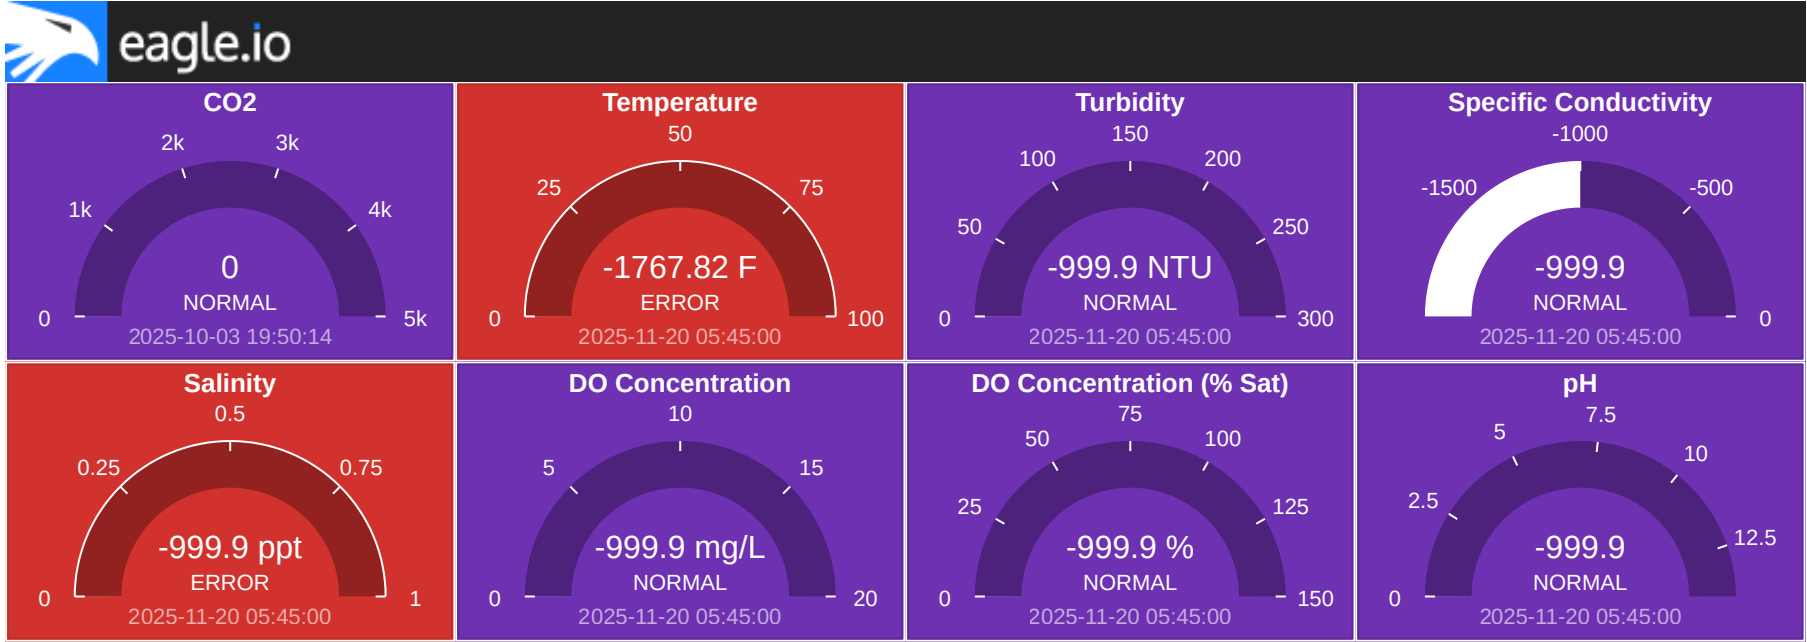 eagle.io
CO2
0
1k
2k
3k
4k
5k
0
NORMAL
2025-10-03 19:50:14
Temperature
0
25
50
75
100
-1767.82 F
ERROR
2025-11-20 05:45:00
Turbidity
0
50
100
150
200
250
300
-999.9 NTU
NORMAL
2025-11-20 05:45:00
Specific Conductivity
-1500
-1000
-500
0
-999.9
NORMAL
2025-11-20 05:45:00
Salinity
0
0.25
0.5
0.75
1
-999.9 ppt
ERROR
2025-11-20 05:45:00
DO Concentration
0
5
10
15
20
-999.9 mg/L
NORMAL
2025-11-20 05:45:00
DO Concentration (% Sat)
0
25
50
75
100
125
150
-999.9 %
NORMAL
2025-11-20 05:45:00
pH
0
2.5
5
7.5
10
12.5
-999.9
NORMAL
2025-11-20 05:45:00